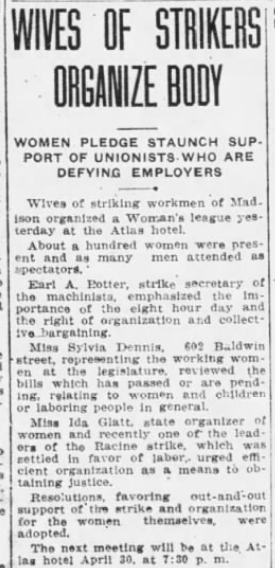 WIVES OF STRIKERS
ORGANIZE BODY
WOMEN PLEDGE STAUNCH SUP-
PORT OF UNIONISTS WHO ARE
DEFYING EMPLOYERS
Wives of striking workmen of Mad-
ison organized a Woman's league yes-
terday at the Atlas hotel.
About a hundred women were pres-
ent and as many men attended as
spectators.
Earl A. Botter, strike secretary of
the machinists, emphasized the im-
portance of the eight hour day and
the right of organization and collect-
ive bargaining.
Miss Sylvia Dennis, 602 Baldwin
street, representing the working wom-
en at the legislature, reviewed the
bills which has passed or are pend-
ing, relating to women and children
or laboring people in general.
Miss Ida Glatt, state organizer of
women and recently one of the lead-
ers of the Racine strike, which was
settled in favor of labor, urged effi-
cient organization as a means to ob-
taining justice.
Resolutions, favoring out-and-out
support of the strike and organization
for the women themselves, were
adopted.
The next meeting will be at the At-
las hotel April 30, at 7:30 p. m.